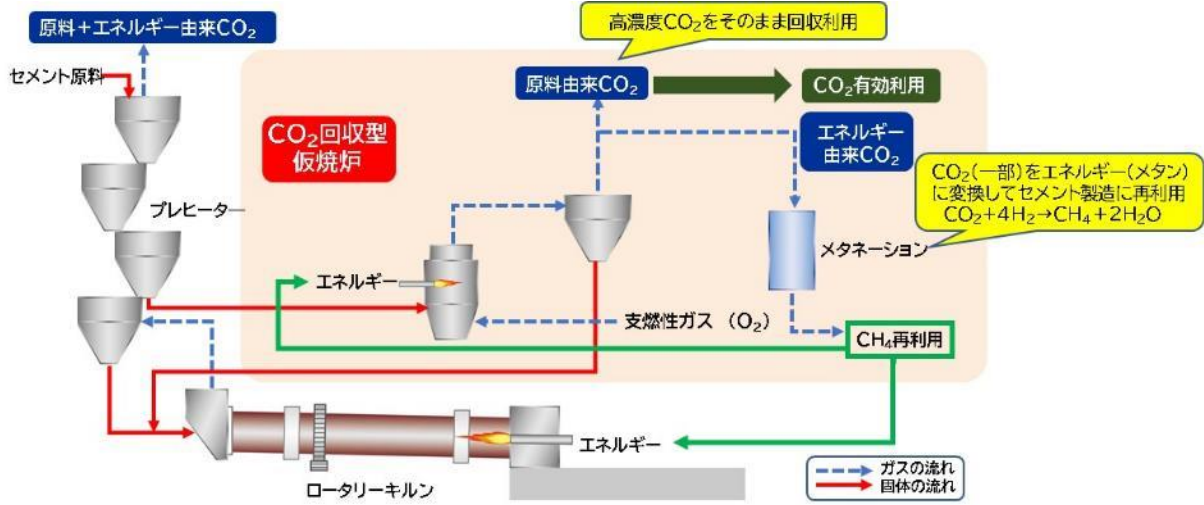 原料+エネルギー由来CO₂
セメント原料
プレヒーター
高濃度CO₂をそのまま回収利用
原料由来CO₂
CO₂有効利用
CO₂回収型
仮焼炉
エネルギー
由来CO₂
CO₂(一部)をエネルギー(メタン)
に変換してセメント製造に再利用
CO₂+4H₂→CH₄+2H₂O
メタネーション
エネルギー
支燃性ガス (O₂)
CH₄再利用
エネルギー
ロータリーキルン
ガスの流れ
固体の流れ